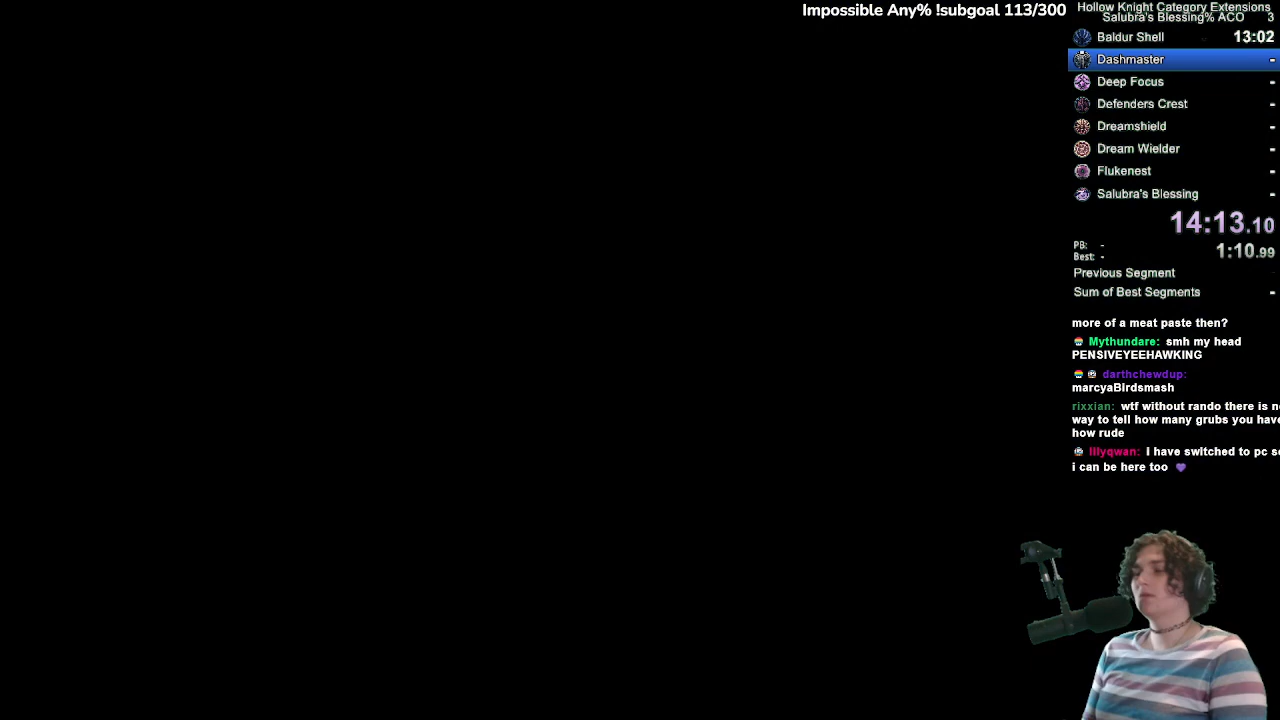 Impossible Any% !subgoal 113/300
Hollow Knight Category Extensions
Salubra's Blessing% ACO 3
Baldur Shell 13:02
Dashmaster -
Deep Focus -
Defenders Crest -
Dreamshield -
Dream Wielder -
Flukenest -
Salubra's Blessing -
14:13.10
PB: -
Best: -
1:10.99
Previous Segment
Sum of Best Segments -
more of a meat paste then?
Mythundare: smh my head
PENSIVEYEEHAWKING
darthchewdup:
marcyaBirdsmash
rixxian: wtf without rando there is no
way to tell how many grubs you have
how rude
lilyqwan: I have switched to pc so
i can be here too 💜